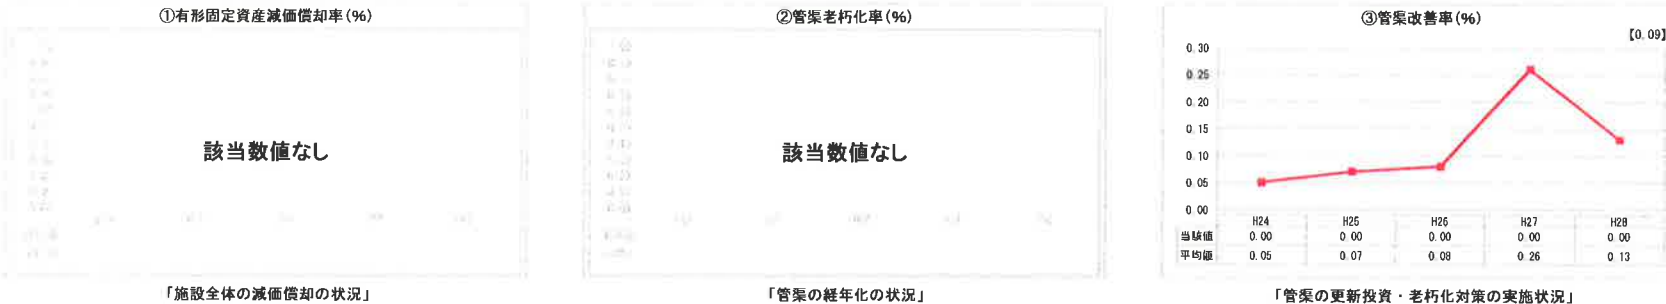 ①有形固定資産減価償却率(%)
該当数値なし
「施設全体の減価償却の状況」
②管渠老朽化率(%)
該当数値なし
「管渠の経年化の状況」
③管渠改善率(%)
【0.09】
0.30
0.25
0.20
0.15
0.10
0.05
0.00
H24 H25 H26 H27 H28
当該値 0.00 0.00 0.00 0.00 0.00
平均値 0.05 0.07 0.08 0.26 0.13
「管渠の更新投資・老朽化対策の実施状況」